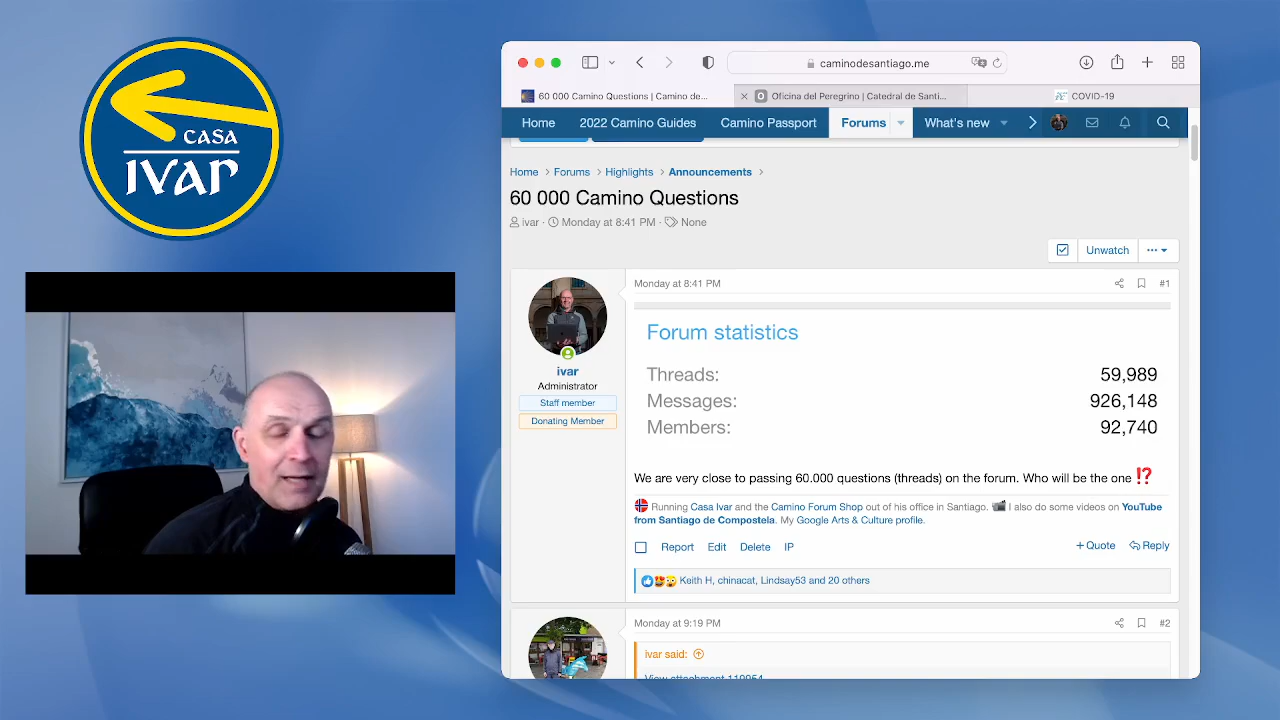 CASA
IVAR
caminodesantiago.me
60 000 Camino Questions | Camino de...
Oficina del Peregrino | Catedral de Santi...
COVID-19
Home
2022 Camino Guides
Camino Passport
Forums
What's new
Home > Forums > Highlights > Announcements >
60 000 Camino Questions
ivar · Monday at 8:41 PM · None
Unwatch
Monday at 8:41 PM
#1
Forum statistics
Threads: 59,989
Messages: 926,148
Members: 92,740
ivar
Administrator
Staff member
Donating Member
We are very close to passing 60.000 questions (threads) on the forum. Who will be the one ⁉
Running Casa Ivar and the Camino Forum Shop out of his office in Santiago. I also do some videos on YouTube
from Santiago de Compostela. My Google Arts & Culture profile.
Report Edit Delete IP
+ Quote Reply
Keith H, chinacat, Lindsay53 and 20 others
Monday at 9:19 PM
#2
ivar said:
View attachment 119954